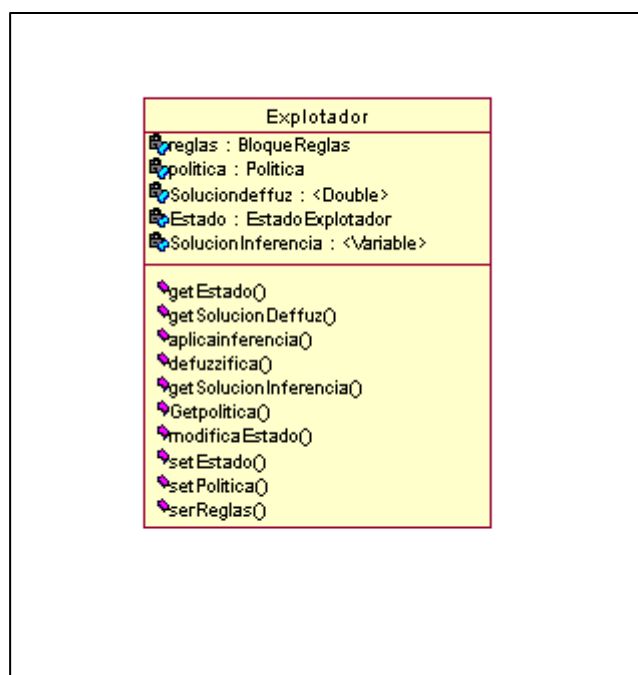 Explotador
reglas : BloqueReglas
politica : Politica
Soluciondeffuz : <Double>
Estado : EstadoExplotador
SolucionInferencia : <Variable>
getEstado()
getSolucionDeffuz()
aplicainferencia()
defuzzifica()
getSolucionInferencia()
Getpolitica()
modificaEstado()
setEstado()
setPolitica()
serReglas()